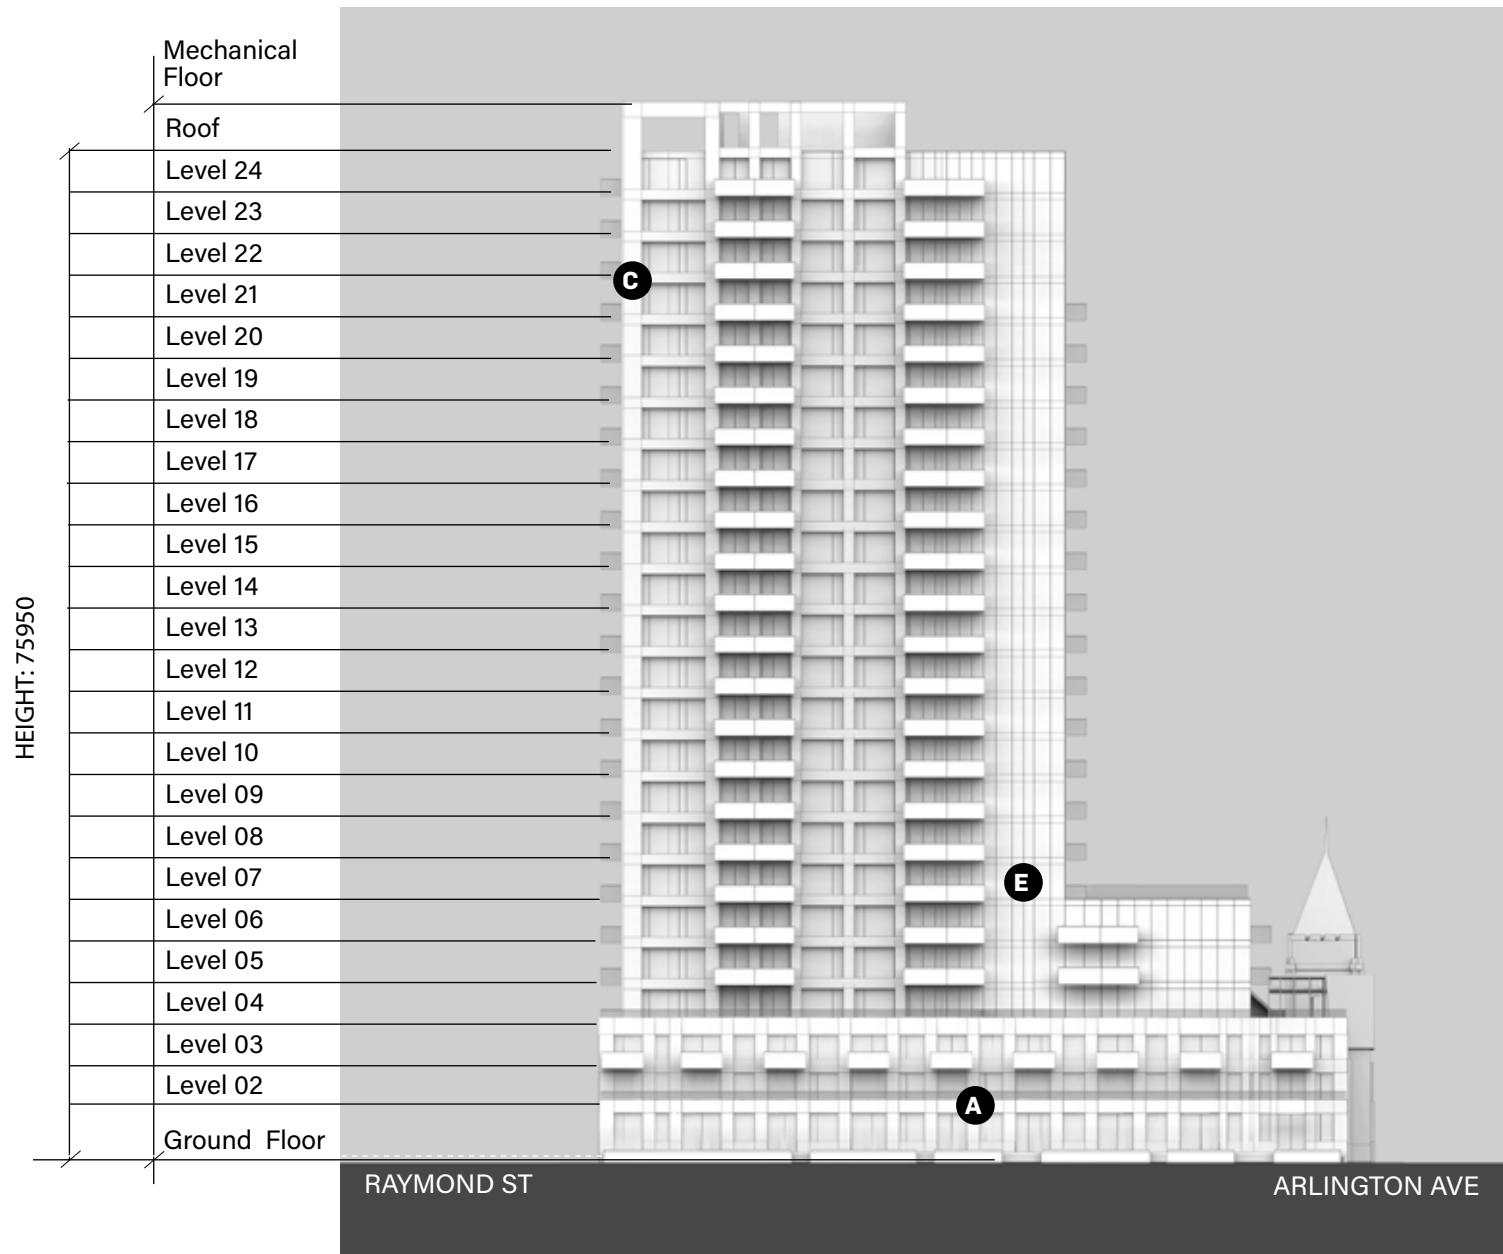 Mechanical
Floor
Roof
Level 24
Level 23
Level 22
Level 21
Level 20
Level 19
Level 18
Level 17
Level 16
Level 15
Level 14
Level 13
Level 12
Level 11
Level 10
Level 09
Level 08
Level 07
Level 06
Level 05
Level 04
Level 03
Level 02
Ground Floor
HEIGHT: 75950
C
E
A
RAYMOND ST
ARLINGTON AVE